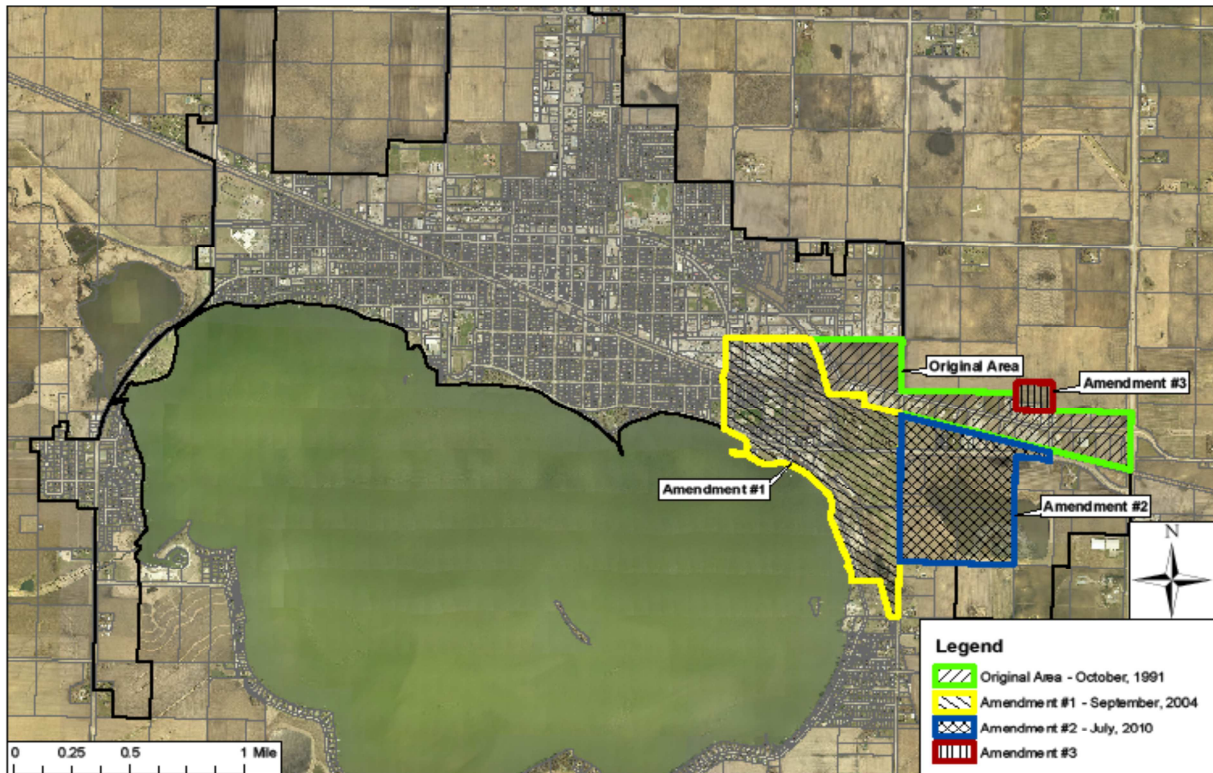 Original Area
Amendment #3
Amendment #1
Amendment #2
N
Legend
Original Area - October, 1991
Amendment #1 - September, 2004
Amendment #2 - July, 2010
Amendment #3
0 0.25 0.5 1 Mile